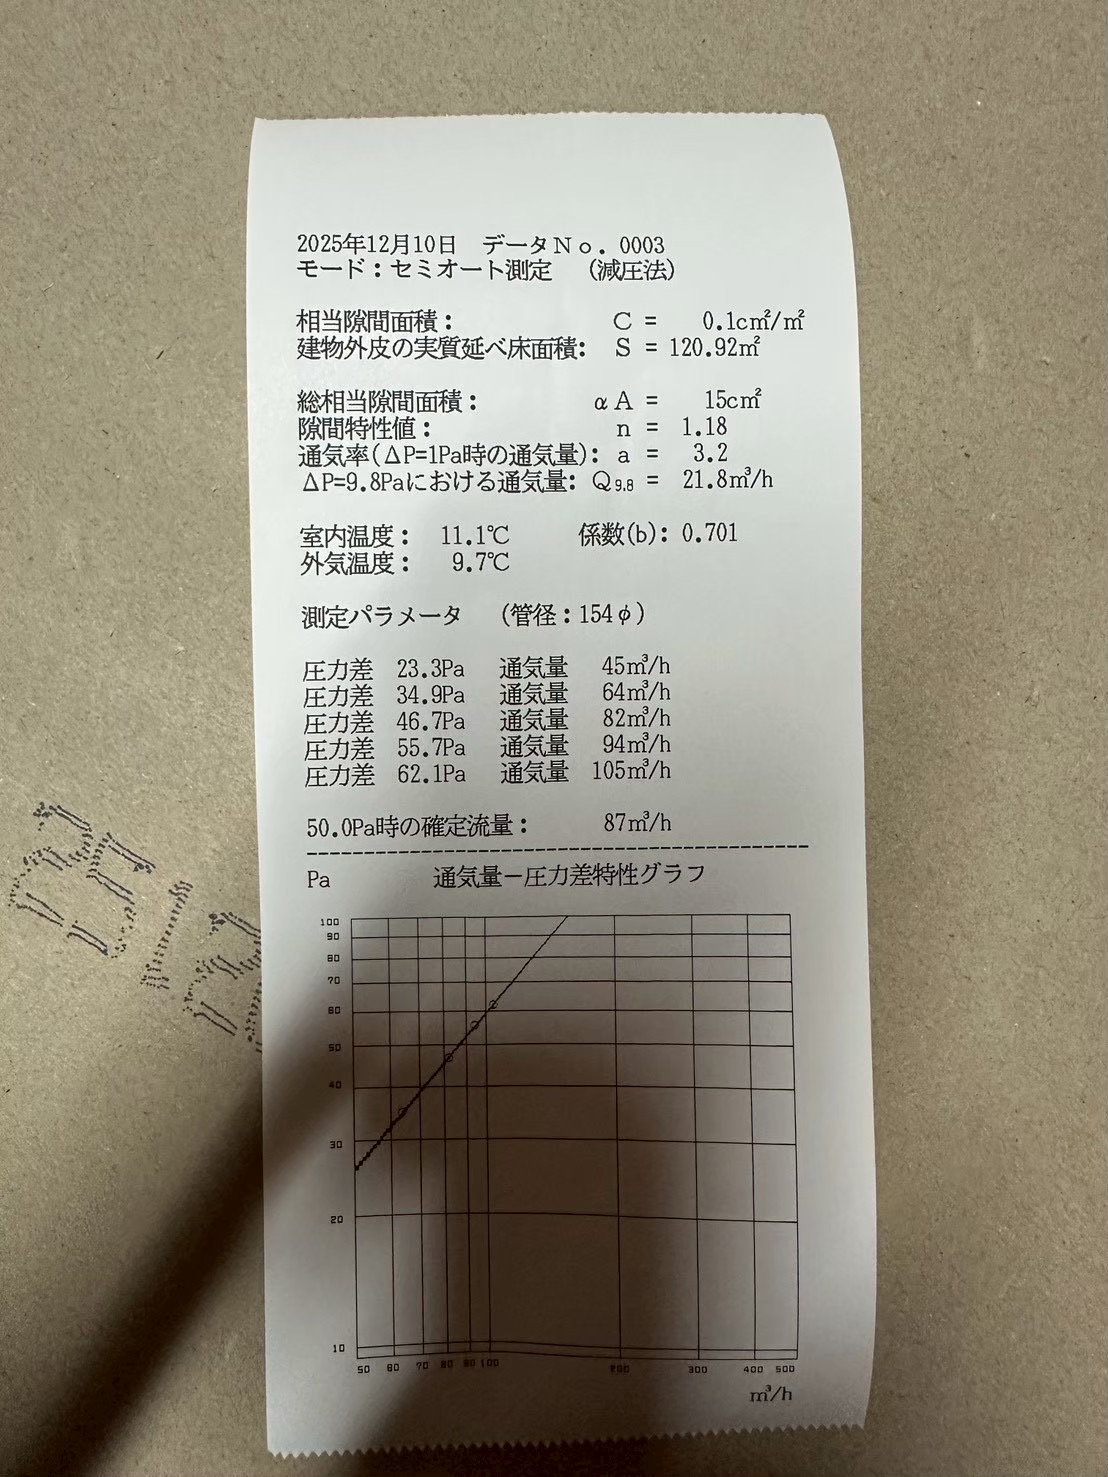 2025年12月10日 データNo. 0003
モード：セミオート測定 （減圧法）
相当隙間面積： C = 0.1c㎡/㎡
建物外皮の実質延べ床面積: S = 120.92㎡
総相当隙間面積： αA = 15c㎡
隙間特性値： n = 1.18
通気率(ΔP=1Pa時の通気量): a = 3.2
ΔP=9.8Paにおける通気量: Q9.8 = 21.8m³/h
室内温度： 11.1℃ 係数(b): 0.701
外気温度： 9.7℃
測定パラメータ （管径：154φ）
圧力差 23.3Pa 通気量 45m³/h
圧力差 34.9Pa 通気量 64m³/h
圧力差 46.7Pa 通気量 82m³/h
圧力差 55.7Pa 通気量 94m³/h
圧力差 62.1Pa 通気量 105m³/h
50.0Pa時の確定流量： 87m³/h
Pa 通気量－圧力差特性グラフ
100
90
80
70
60
50
40
30
20
10
50 60 70 80 90 100 200 300 400 500
m³/h